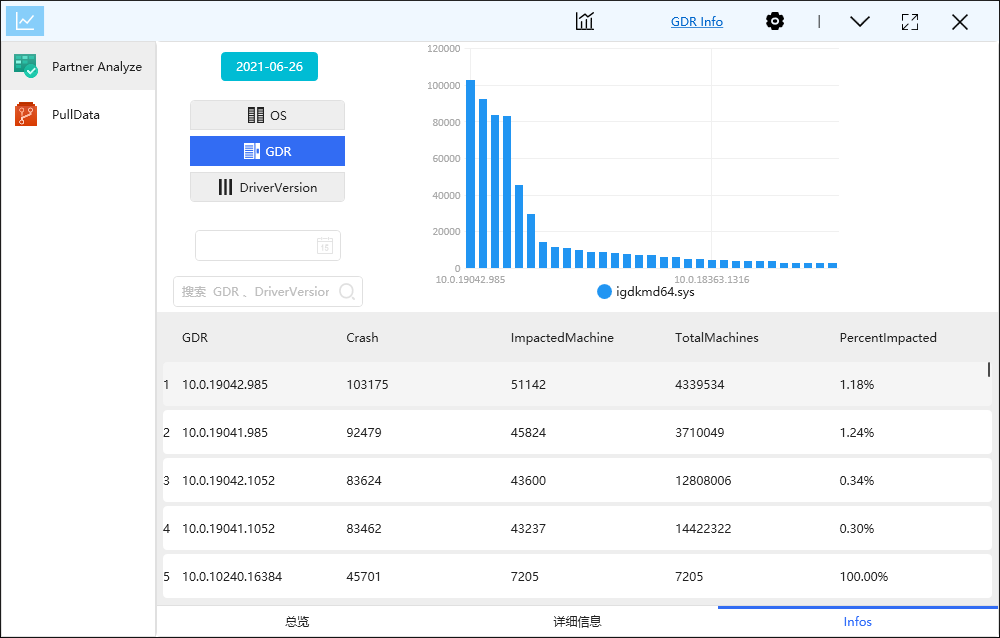 GDR Info
|
Partner Analyze
PullData
2021-06-26
OS
GDR
DriverVersion
15
搜索 GDR 、DriverVersior
120000
100000
80000
60000
40000
20000
0
10.0.19042.985 10.0.18363.1316
igdkmd64.sys
GDR Crash ImpactedMachine TotalMachines PercentImpacted
1 10.0.19042.985 103175 51142 4339534 1.18%
2 10.0.19041.985 92479 45824 3710049 1.24%
3 10.0.19042.1052 83624 43600 12808006 0.34%
4 10.0.19041.1052 83462 43237 14422322 0.30%
5 10.0.10240.16384 45701 7205 7205 100.00%
总览 详细信息 Infos